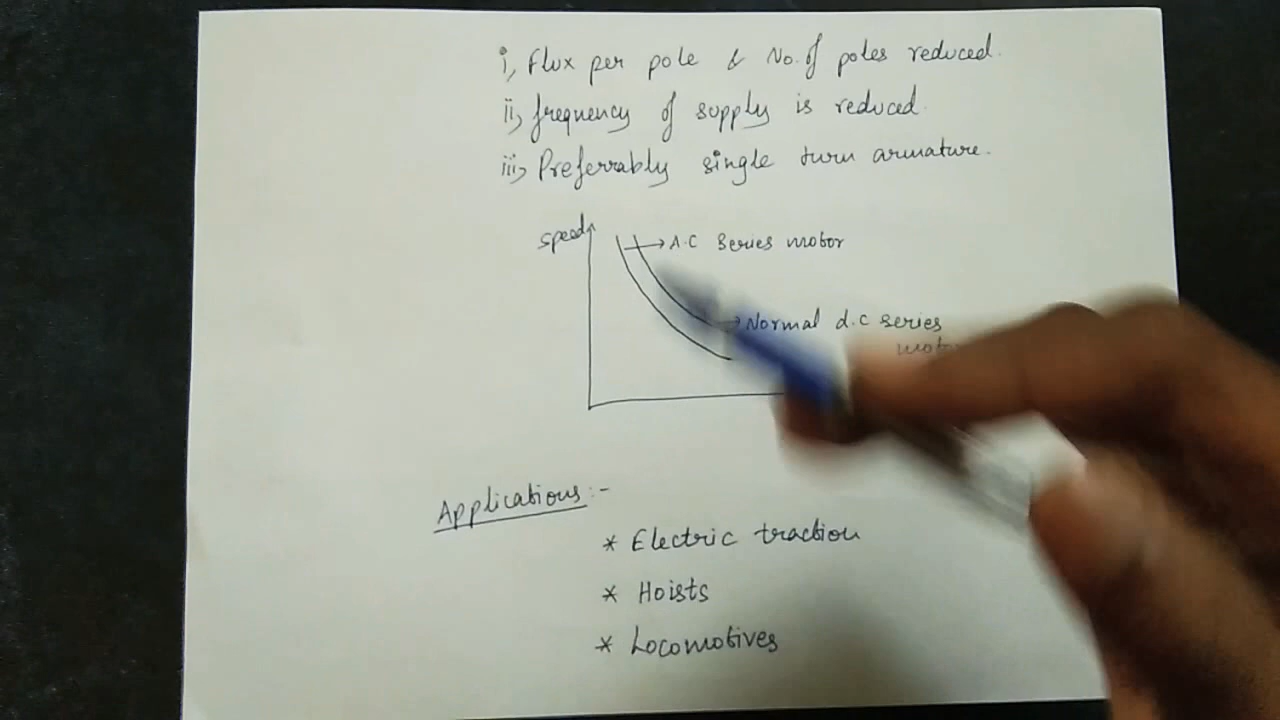 i, Flux per pole & No. of poles reduced.
ii, frequency of supply is reduced.
iii, Preferrably single turn armature.
speed
A.C Series motor
Normal d.c series
Applications:-
* Electric traction
* Hoists
* Locomotives